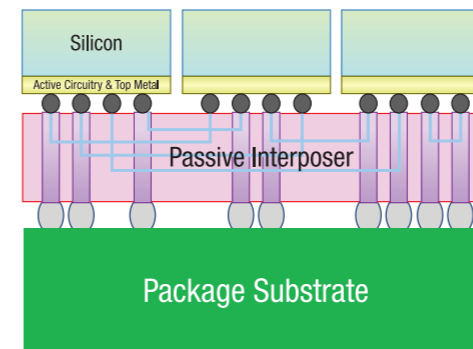 Silicon
Active Circuitry & Top Metal
Passive Interposer
Package Substrate